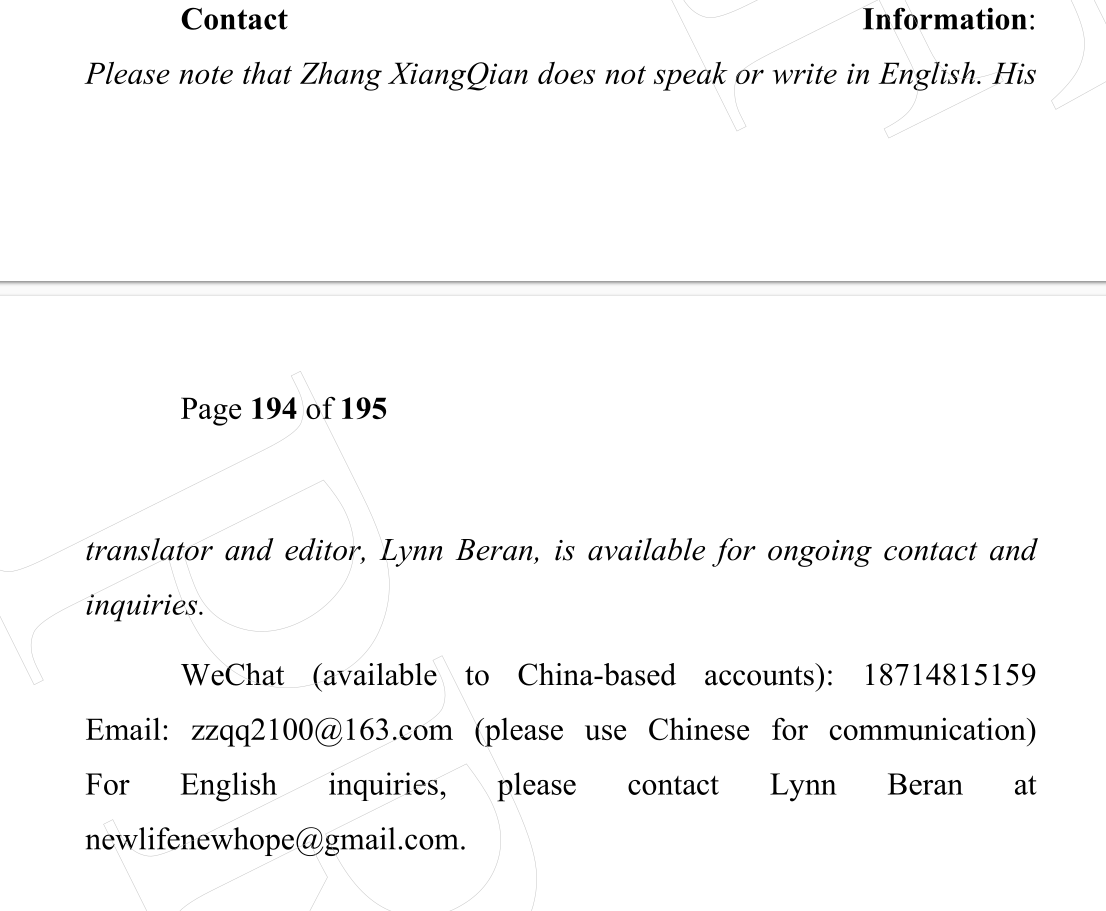 Contact Information:
Please note that Zhang XiangQian does not speak or write in English. His
Page 194 of 195
translator and editor, Lynn Beran, is available for ongoing contact and
inquiries.
WeChat (available to China-based accounts): 18714815159
Email: zzqq2100@163.com (please use Chinese for communication)
For English inquiries, please contact Lynn Beran at
newlifenewhope@gmail.com.